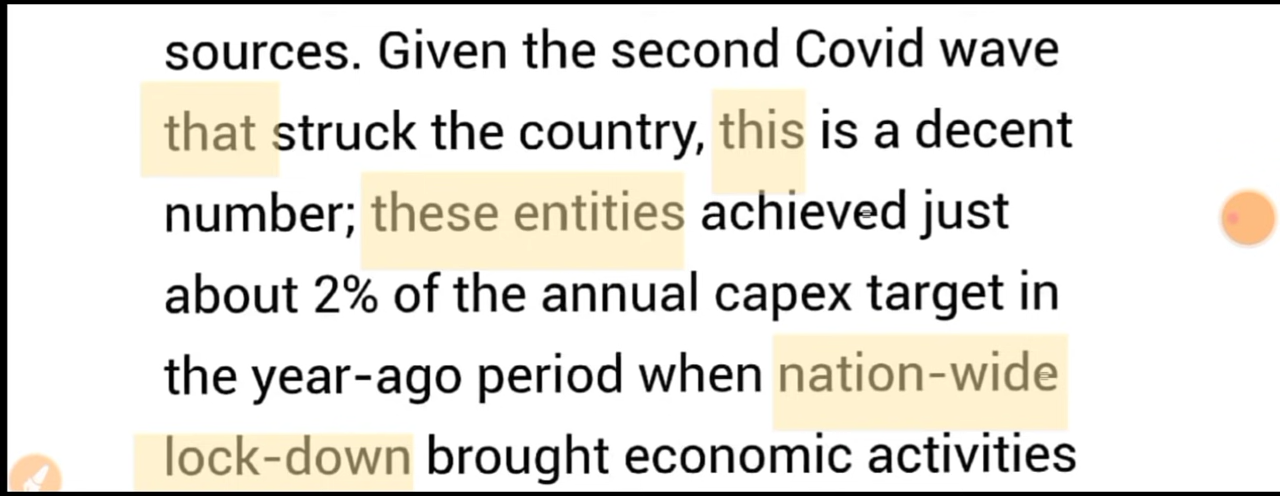 sources. Given the second Covid wave
that struck the country, this is a decent
number; these entities achieved just
about 2% of the annual capex target in
the year-ago period when nation-wide
lock-down brought economic activities